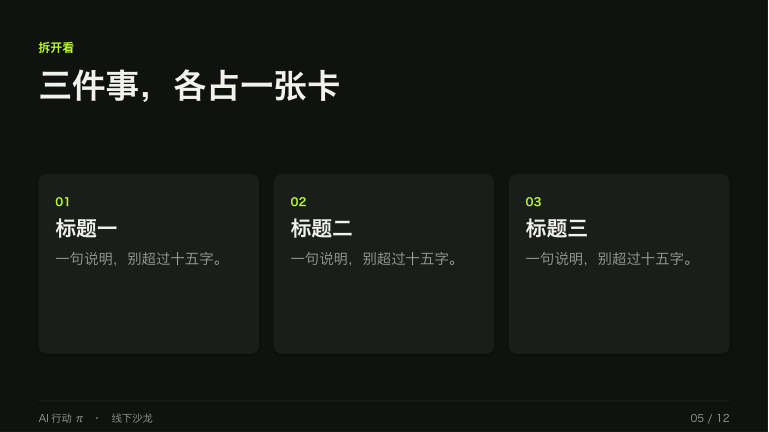 拆开看
三件事，各占一张卡
01
标题一
一句说明，别超过十五字。
02
标题二
一句说明，别超过十五字。
03
标题三
一句说明，别超过十五字。
AI 行动 π · 线下沙龙
05 / 12